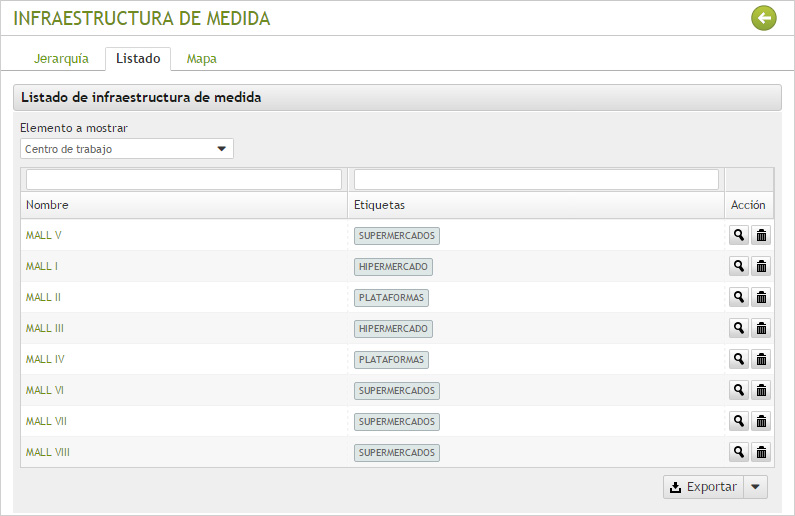 INFRAESTRUCTURA DE MEDIDA
Jerarquía Listado Mapa
Listado de infraestructura de medida
Elemento a mostrar
Centro de trabajo
Nombre Etiquetas Acción
MALL V SUPERMERCADOS
MALL I HIPERMERCADO
MALL II PLATAFORMAS
MALL III HIPERMERCADO
MALL IV PLATAFORMAS
MALL VI SUPERMERCADOS
MALL VII SUPERMERCADOS
MALL VIII SUPERMERCADOS
Exportar